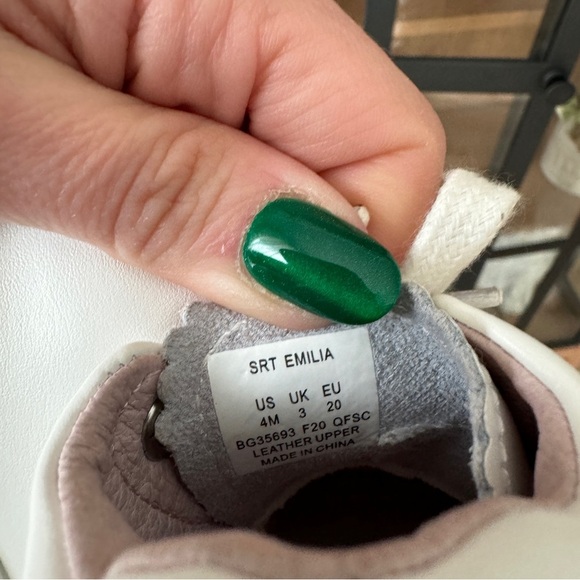 SRT EMILIA
US UK EU
4M 3 20
BG35693 F20 QFSC
LEATHER UPPER
MADE IN CHINA